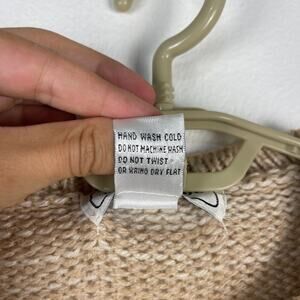 HAND WASH COLD
DO NOT MACHINE WASH
DO NOT TWIST
OR WRING DRY FLAT